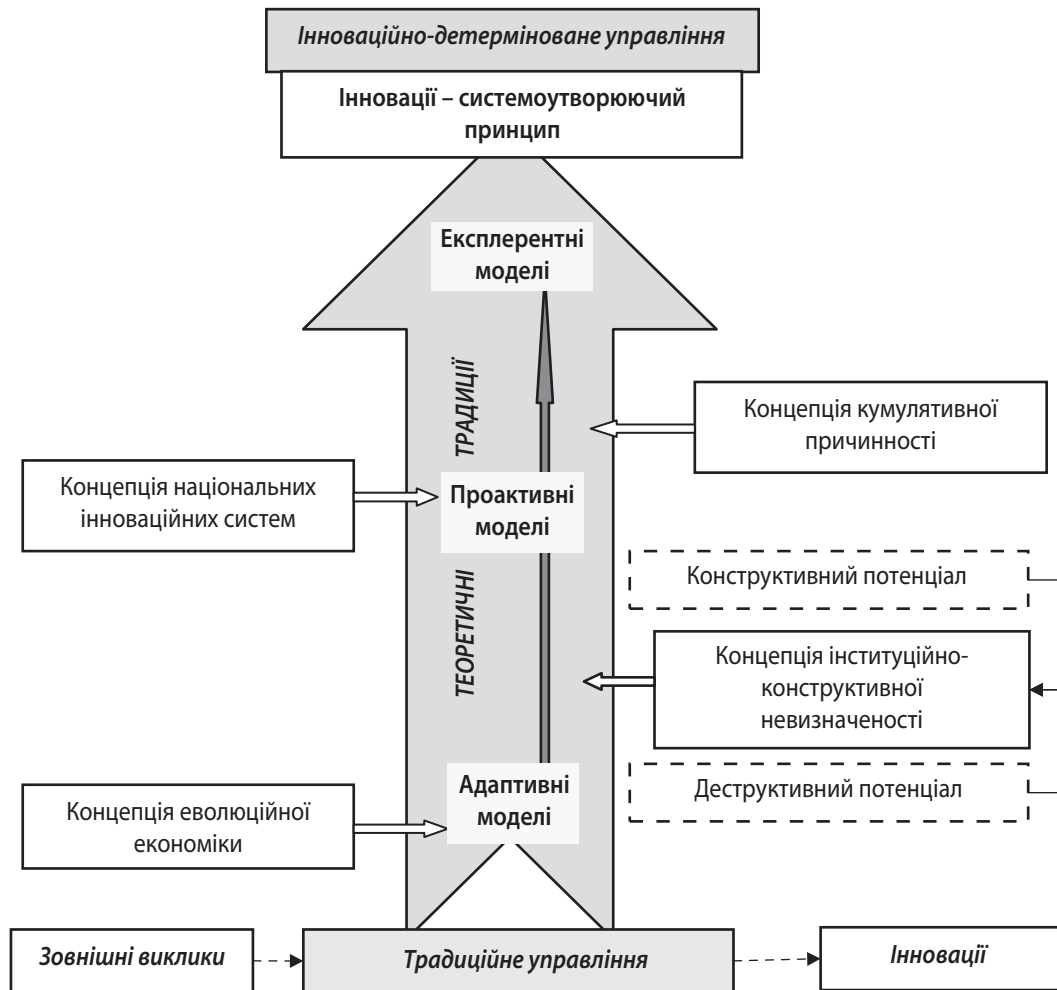 Інноваційно-детерміноване управління
Інновації – системоутворюючий
принцип
Експлерентні
моделі
ТРАДИЦІЇ
Концепція кумулятивної
причинності
Концепція національних
інноваційних систем
Проактивні
моделі
Конструктивний потенціал
ТЕОРЕТИЧНІ
Концепція інституційно-
конструктивної
невизначеності
Адаптивні
моделі
Деструктивний потенціал
Концепція еволюційної
економіки
Зовнішні виклики
Традиційне управління
Інновації